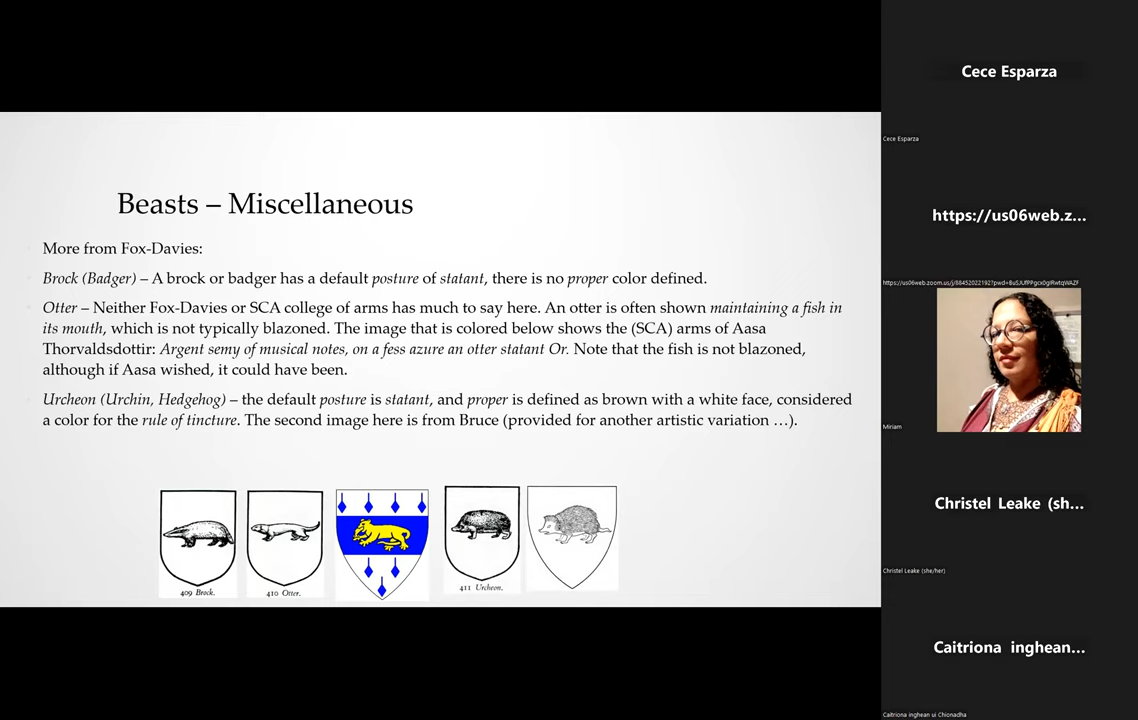 Beasts – Miscellaneous
More from Fox-Davies:
Brock (Badger) – A brock or badger has a default posture of statant, there is no proper color defined.
Otter – Neither Fox-Davies or SCA college of arms has much to say here. An otter is often shown maintaining a fish in
its mouth, which is not typically blazoned. The image that is colored below shows the (SCA) arms of Aasa
Thorvaldsdottir: Argent semy of musical notes, on a fess azure an otter statant Or. Note that the fish is not blazoned,
although if Aasa wished, it could have been.
Urcheon (Urchin, Hedgehog) – the default posture is statant, and proper is defined as brown with a white face, considered
a color for the rule of tincture. The second image here is from Bruce (provided for another artistic variation …).
409 Brock.
410 Otter.
411 Urcheon.
Cece Esparza
Cece Esparza
https://us06web.z...
Miriam
Christel Leake (sh...
Christel Leake (she/her)
Caitriona inghean...
Caitriona inghean ui Chionadha